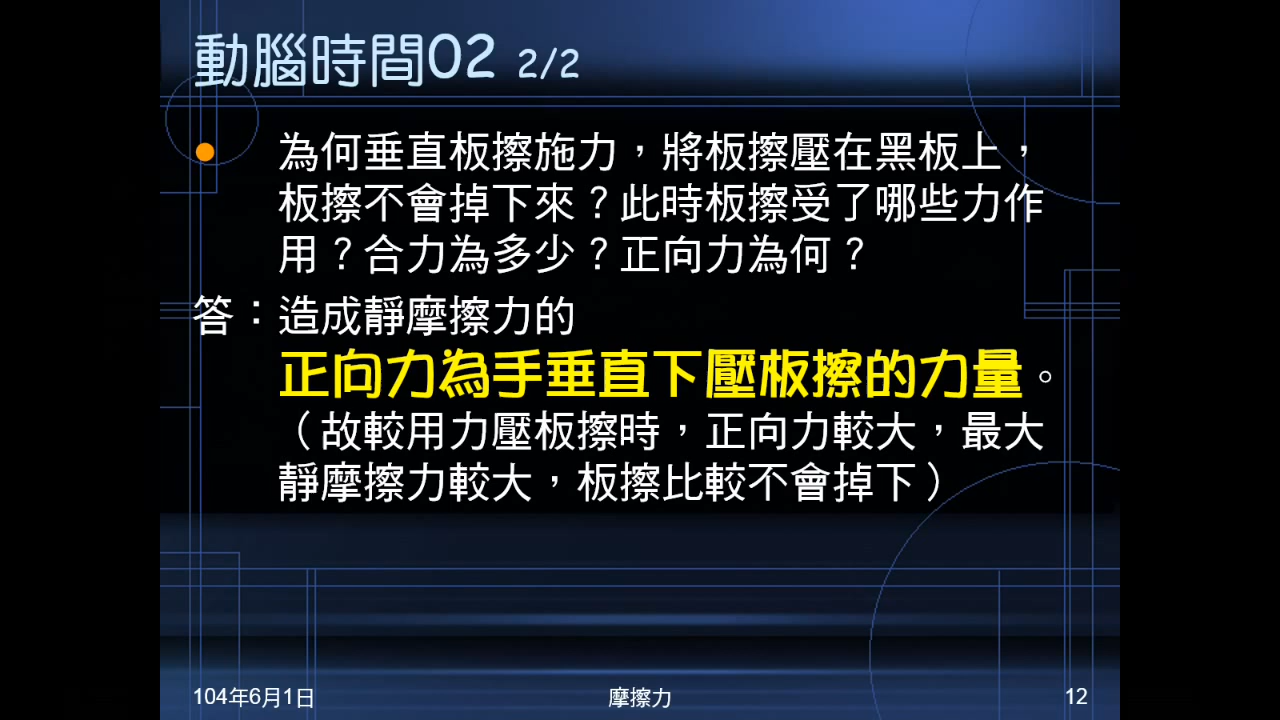 動腦時間02 2/2
為何垂直板擦施力，將板擦壓在黑板上，
板擦不會掉下來？此時板擦受了哪些力作
用？合力為多少？正向力為何？
答：造成靜摩擦力的
正向力為手垂直下壓板擦的力量。
（故較用力壓板擦時，正向力較大，最大
靜摩擦力較大，板擦比較不會掉下）
104年6月1日
摩擦力
12